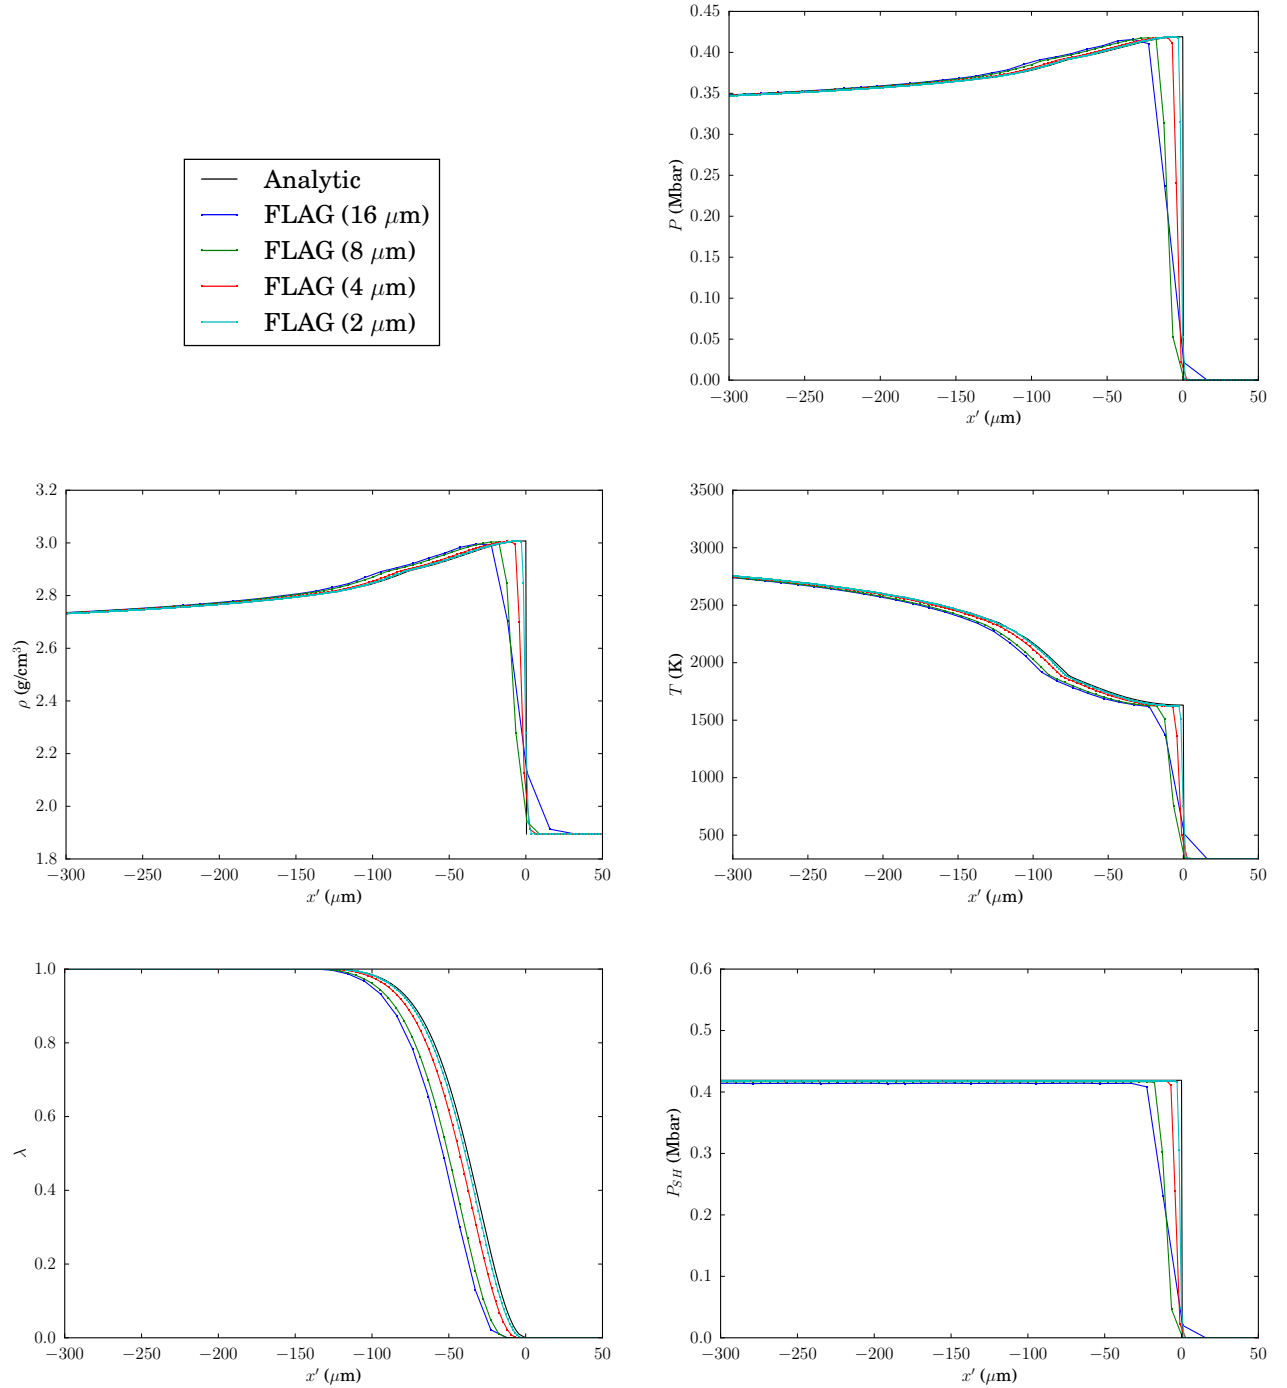 Analytic
FLAG (16 μm)
FLAG (8 μm)
FLAG (4 μm)
FLAG (2 μm)
0.45
0.40
0.35
0.30
0.25
0.20
0.15
0.10
0.05
0.00
P (Mbar)
−300 −250 −200 −150 −100 −50 0 50
x′ (μm)
3.2
3.0
2.8
2.6
2.4
2.2
2.0
1.8
ρ (g/cm³)
−300 −250 −200 −150 −100 −50 0 50
x′ (μm)
3500
3000
2500
2000
1500
1000
500
T (K)
−300 −250 −200 −150 −100 −50 0 50
x′ (μm)
1.0
0.8
0.6
0.4
0.2
0.0
λ
−300 −250 −200 −150 −100 −50 0 50
x′ (μm)
0.6
0.5
0.4
0.3
0.2
0.1
0.0
P_SH (Mbar)
−300 −250 −200 −150 −100 −50 0 50
x′ (μm)